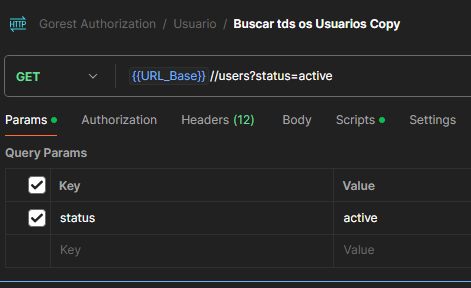 HTTP Gorest Authorization / Usuario / Buscar tds os Usuarios Copy
GET {{URL_Base}} //users?status=active
Params Authorization Headers (12) Body Scripts Settings
Query Params
Key Value
status active
Key Value